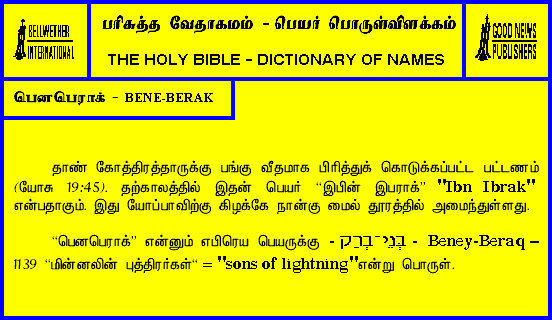 BELLWETHER
INTERNATIONAL
பரிசுத்த வேதாகமம் - பெயர் பொருள்விளக்கம்
THE HOLY BIBLE - DICTIONARY OF NAMES
GOOD NEWS
PUBLISHERS
பெனபெராக் - BENE-BERAK
தாண் கோத்திரத்தாருக்கு பங்கு வீதமாக பிரித்துக் கொடுக்கப்பட்ட பட்டணம்
(யோசு 19:45). தற்காலத்தில் இதன் பெயர் “இபின் இபராக்” "Ibn Ibrak"
என்பதாகும். இது யோப்பாவிற்கு கிழக்கே நான்கு மைல் தூரத்தில் அமைந்துள்ளது.
“பெனபெராக்” என்னும் எபிரெய பெயருக்கு - בְּנֵי־בְרַק - Beney-Beraq –
1139 “மின்னலின் புத்திரர்கள்“ = "sons of lightning"என்று பொருள்.